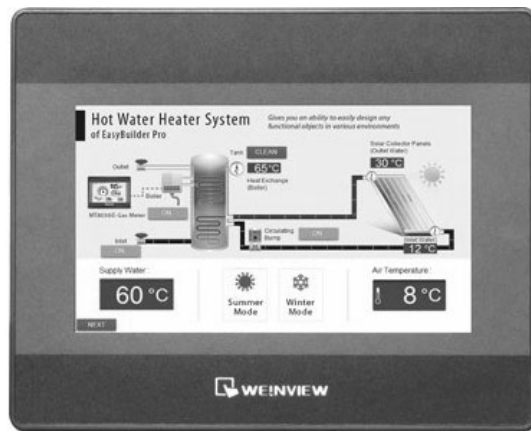 Hot Water Heater System
of EasyBuilder Pro
Gives you an ability to easily design any
functional objects in various environments
Tank
CLEAN
65°C
Heat Exchange
(Boiler)
Solar Collector Panels
(Outlet Water)
30 °C
Outlet
Boiler
ON
Gas Meter
Inlet
ON
Circulating
ON
Inlet Water
12 °C
Supply Water :
60 °C
Summer
Mode
Winter
Mode
Air Temperature :
8 °C
NEXT
WEINVIEW